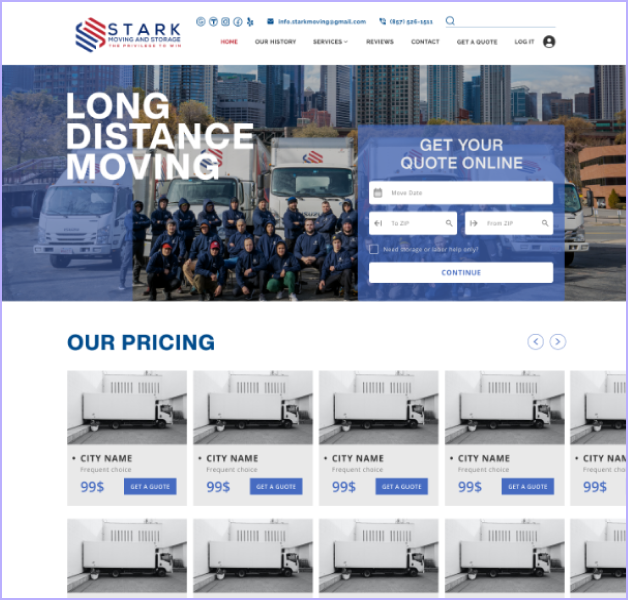 STARK
MOVING AND STORAGE
THE PRIVILEGE TO WIN
info.starkmoving@gmail.com
(857) 526-1511
HOME
OUR HISTORY
SERVICES
REVIEWS
CONTACT
GET A QUOTE
LOG IT
LONG
DISTANCE
MOVING
GET YOUR
QUOTE ONLINE
Move Date
To ZIP
From ZIP
Need storage or labor help only?
CONTINUE
OUR PRICING
• CITY NAME
Frequent choice
99$
GET A QUOTE
• CITY NAME
Frequent choice
99$
GET A QUOTE
• CITY NAME
Frequent choice
99$
GET A QUOTE
• CITY NAME
Frequent choice
99$
GET A QUOTE
• CITY NAM
Frequent cho
99$